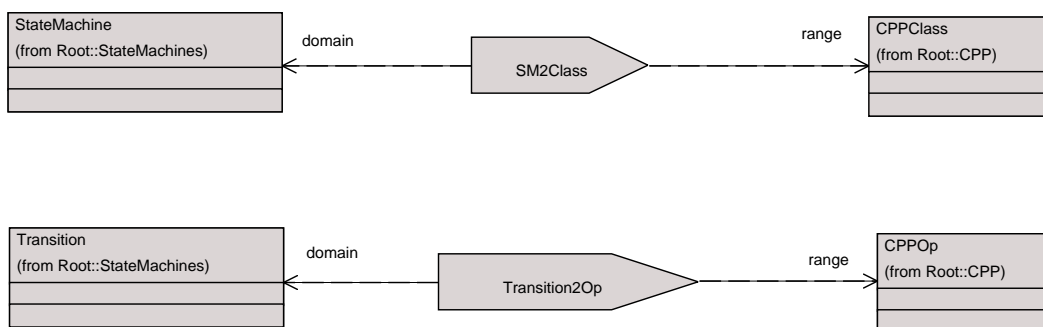 StateMachine
(from Root::StateMachines)
domain
SM2Class
range
CPPClass
(from Root::CPP)
Transition
(from Root::StateMachines)
domain
Transition2Op
range
CPPOp
(from Root::CPP)